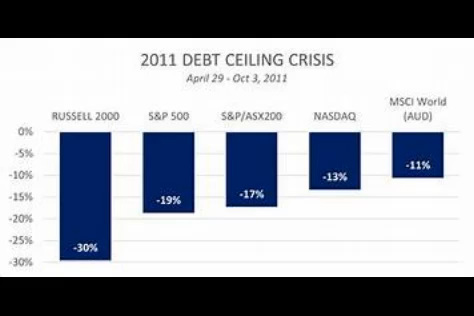 2011 DEBT CEILING CRISIS
April 29 - Oct 3, 2011
RUSSELL 2000 S&P 500 S&P/ASX200 NASDAQ MSCI World (AUD)
0%
-5%
-10%
-15%
-20%
-25%
-30%
-30% -19% -17% -13% -11%